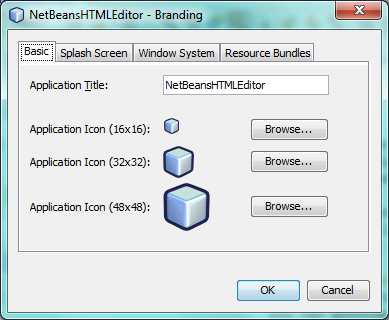 NetBeansHTMLEditor - Branding
Basic Splash Screen Window System Resource Bundles
Application Title: NetBeansHTMLEditor
Application Icon (16x16): Browse...
Application Icon (32x32): Browse...
Application Icon (48x48): Browse...
OK Cancel